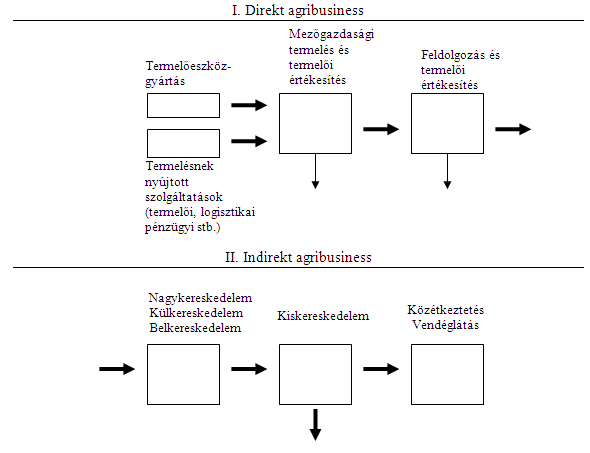 I. Direkt agribusiness
Termelőeszköz-
gyártás
Mezőgazdasági
termelés és
termelői
értékesítés
Feldolgozás és
termelői
értékesítés
Termelésnek
nyújtott
szolgáltatások
(termelői, logisztikai
pénzügyi stb.)
II. Indirekt agribusiness
Nagykereskedelem
Külkereskedelem
Belkereskedelem
Kiskereskedelem
Közétkeztetés
Vendéglátás